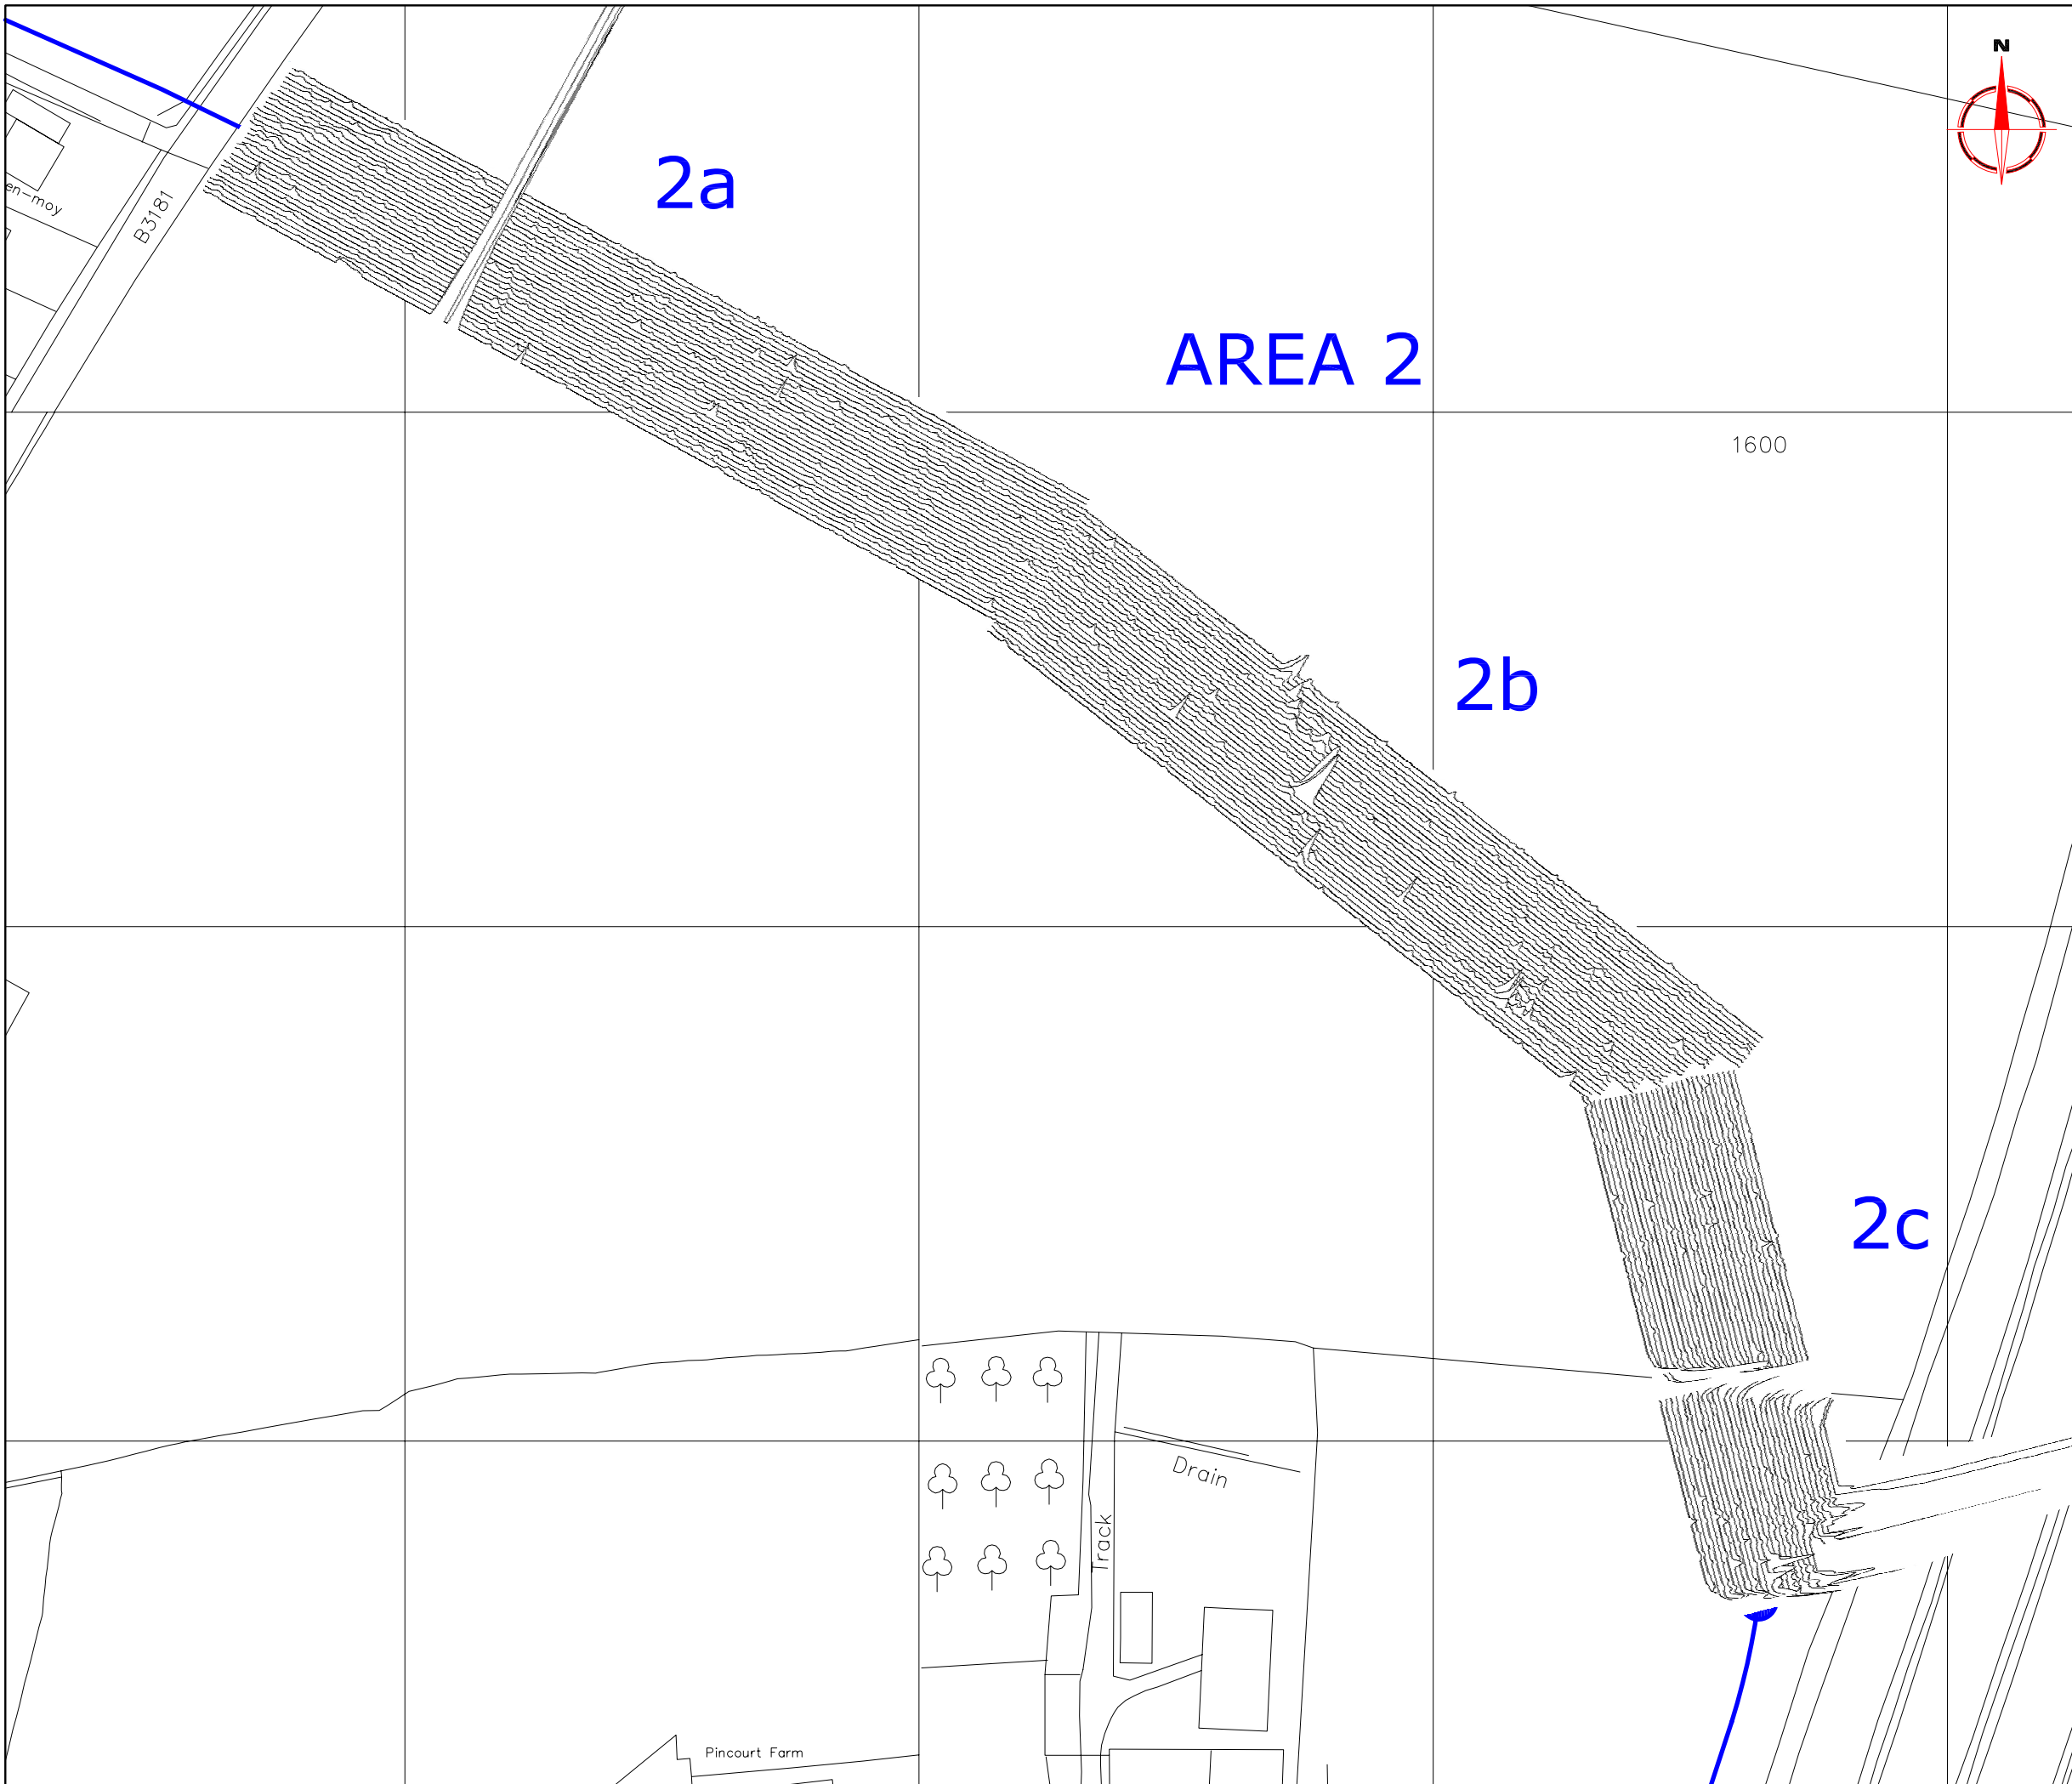 N
2a
en-moy
B3181
AREA 2
1600
2b
2c
Drain
Track
Pincourt Farm